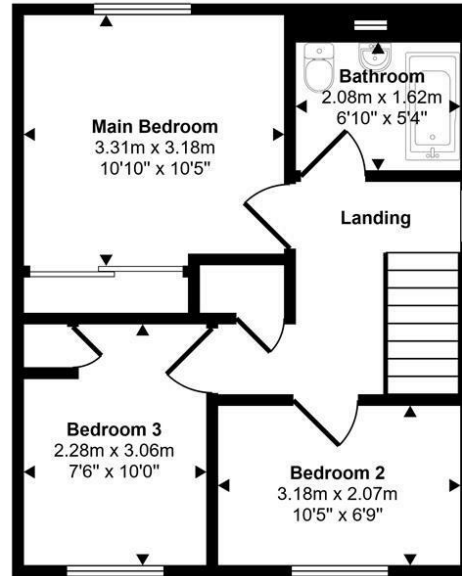 Bathroom
2.08m x 1.62m
6'10" x 5'4"
Main Bedroom
3.31m x 3.18m
10'10" x 10'5"
Landing
Bedroom 3
2.28m x 3.06m
7'6" x 10'0"
Bedroom 2
3.18m x 2.07m
10'5" x 6'9"